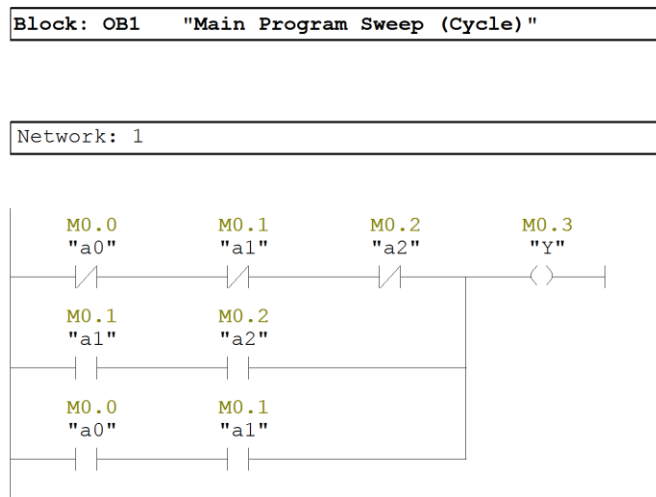 Block: OB1 "Main Program Sweep (Cycle)"
Network: 1
M0.0 M0.1 M0.2 M0.3
"a0" "a1" "a2" "Y"
M0.1 M0.2
"a1" "a2"
M0.0 M0.1
"a0" "a1"